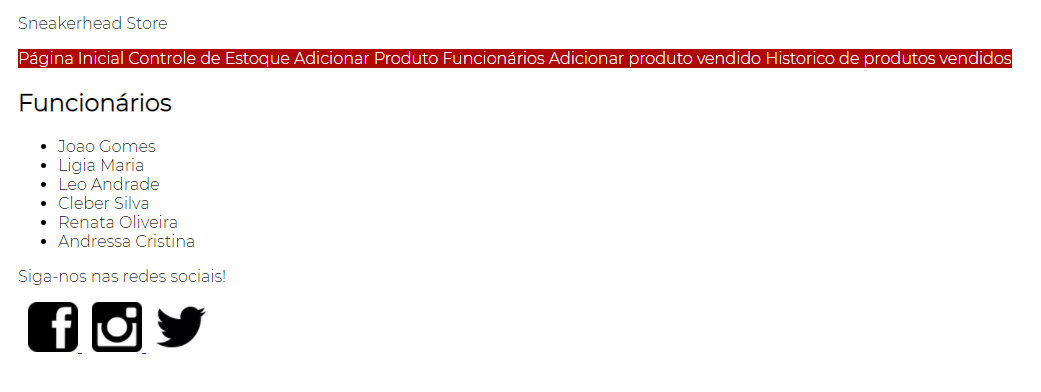 Sneakerhead Store
Página Inicial Controle de Estoque Adicionar Produto Funcionários Adicionar produto vendido Historico de produtos vendidos
Funcionários
Joao Gomes
Ligia Maria
Leo Andrade
Cleber Silva
Renata Oliveira
Andressa Cristina
Siga-nos nas redes sociais!